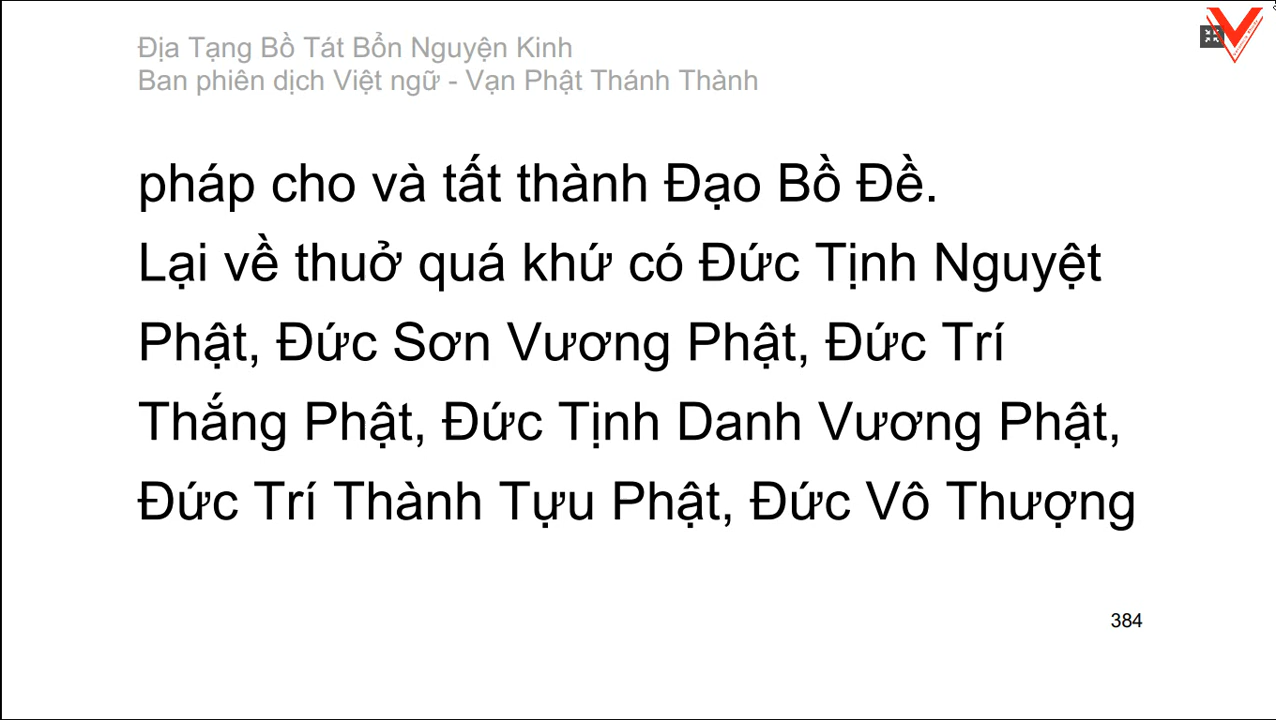 Địa Tạng Bồ Tát Bổn Nguyện Kinh
Ban phiên dịch Việt ngữ - Vạn Phật Thánh Thành
pháp cho và tất thành Đạo Bồ Đề.
Lại về thuở quá khứ có Đức Tịnh Nguyệt
Phật, Đức Sơn Vương Phật, Đức Trí
Thắng Phật, Đức Tịnh Danh Vương Phật,
Đức Trí Thành Tựu Phật, Đức Vô Thượng
384